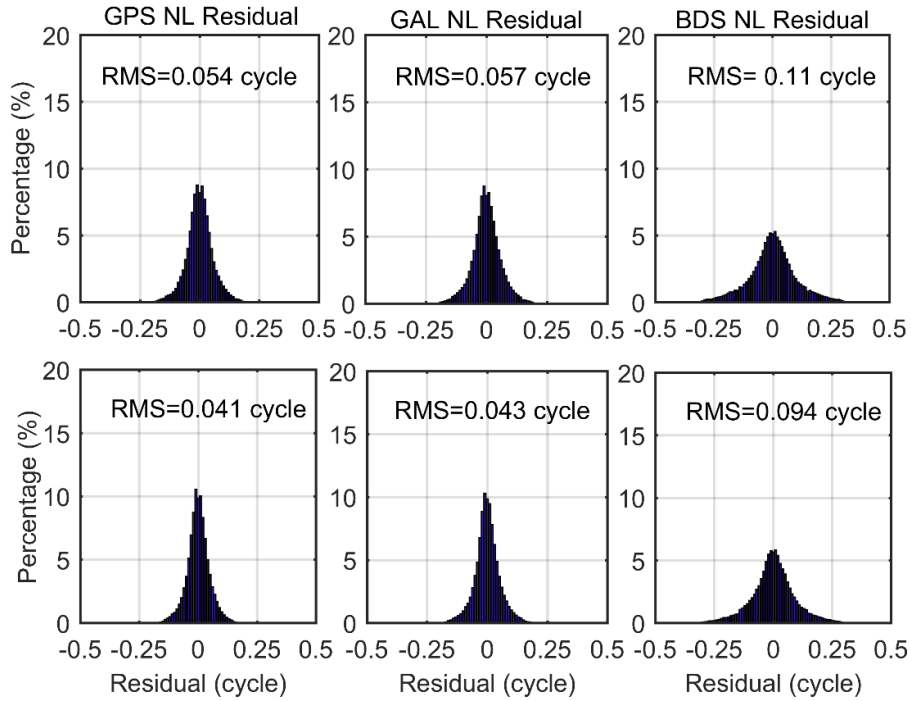 GPS NL Residual
GAL NL Residual
BDS NL Residual
20
15
10
5
0
Percentage (%)
RMS=0.054 cycle
-0.5 -0.25 0 0.25 0.5
20
15
10
5
0
RMS=0.057 cycle
-0.5 -0.25 0 0.25 0.5
20
15
10
5
0
RMS= 0.11 cycle
-0.5 -0.25 0 0.25 0.5
20
15
10
5
0
Percentage (%)
RMS=0.041 cycle
-0.5 -0.25 0 0.25 0.5
Residual (cycle)
20
15
10
5
0
RMS=0.043 cycle
-0.5 -0.25 0 0.25 0.5
Residual (cycle)
20
15
10
5
0
RMS=0.094 cycle
-0.5 -0.25 0 0.25 0.5
Residual (cycle)